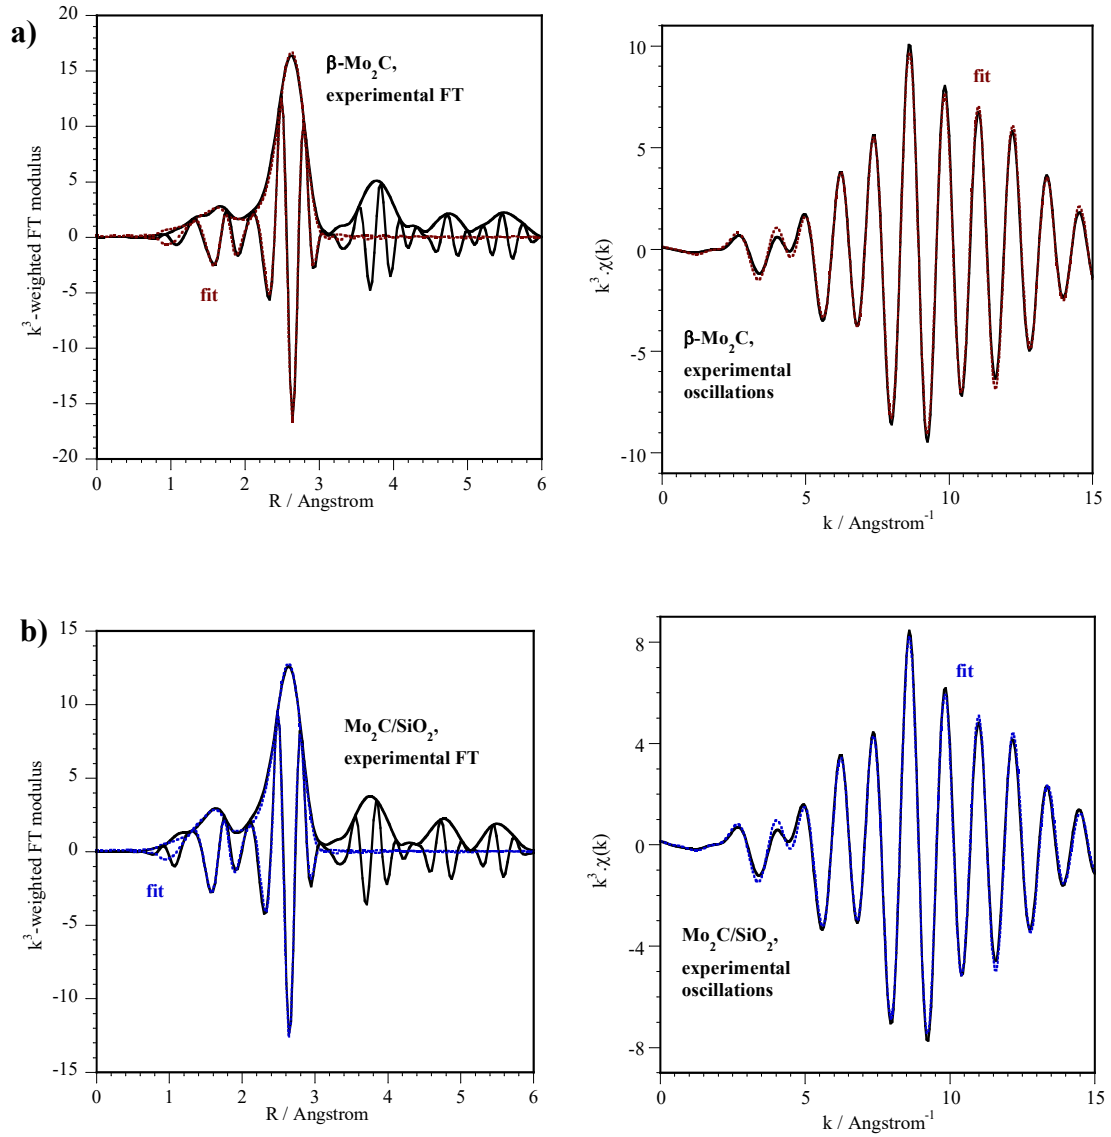 a)
20
15
10
5
0
-5
-10
-15
-20
k³-weighted FT modulus
β-Mo₂C,
experimental FT
fit
0 1 2 3 4 5 6
R / Angstrom
10
5
0
-5
-10
k³.χ(k)
fit
β-Mo₂C,
experimental
oscillations
0 5 10 15
k / Angstrom⁻¹
b)
15
10
5
0
-5
-10
-15
k³-weighted FT modulus
Mo₂C/SiO₂,
experimental FT
fit
0 1 2 3 4 5 6
R / Angstrom
8
4
0
-4
-8
k³.χ(k)
fit
Mo₂C/SiO₂,
experimental
oscillations
0 5 10 15
k / Angstrom⁻¹